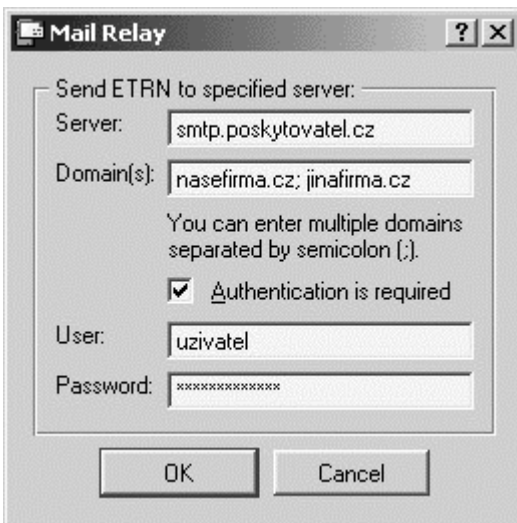 Mail Relay
Send ETRN to specified server:
Server: smtp.poskytovatel.cz
Domain(s): nasefirma.cz; jinafirma.cz
You can enter multiple domains
separated by semicolon (;).
Authentication is required
User: uzivatel
Password: xxxxxxxxxxxxx
OK Cancel